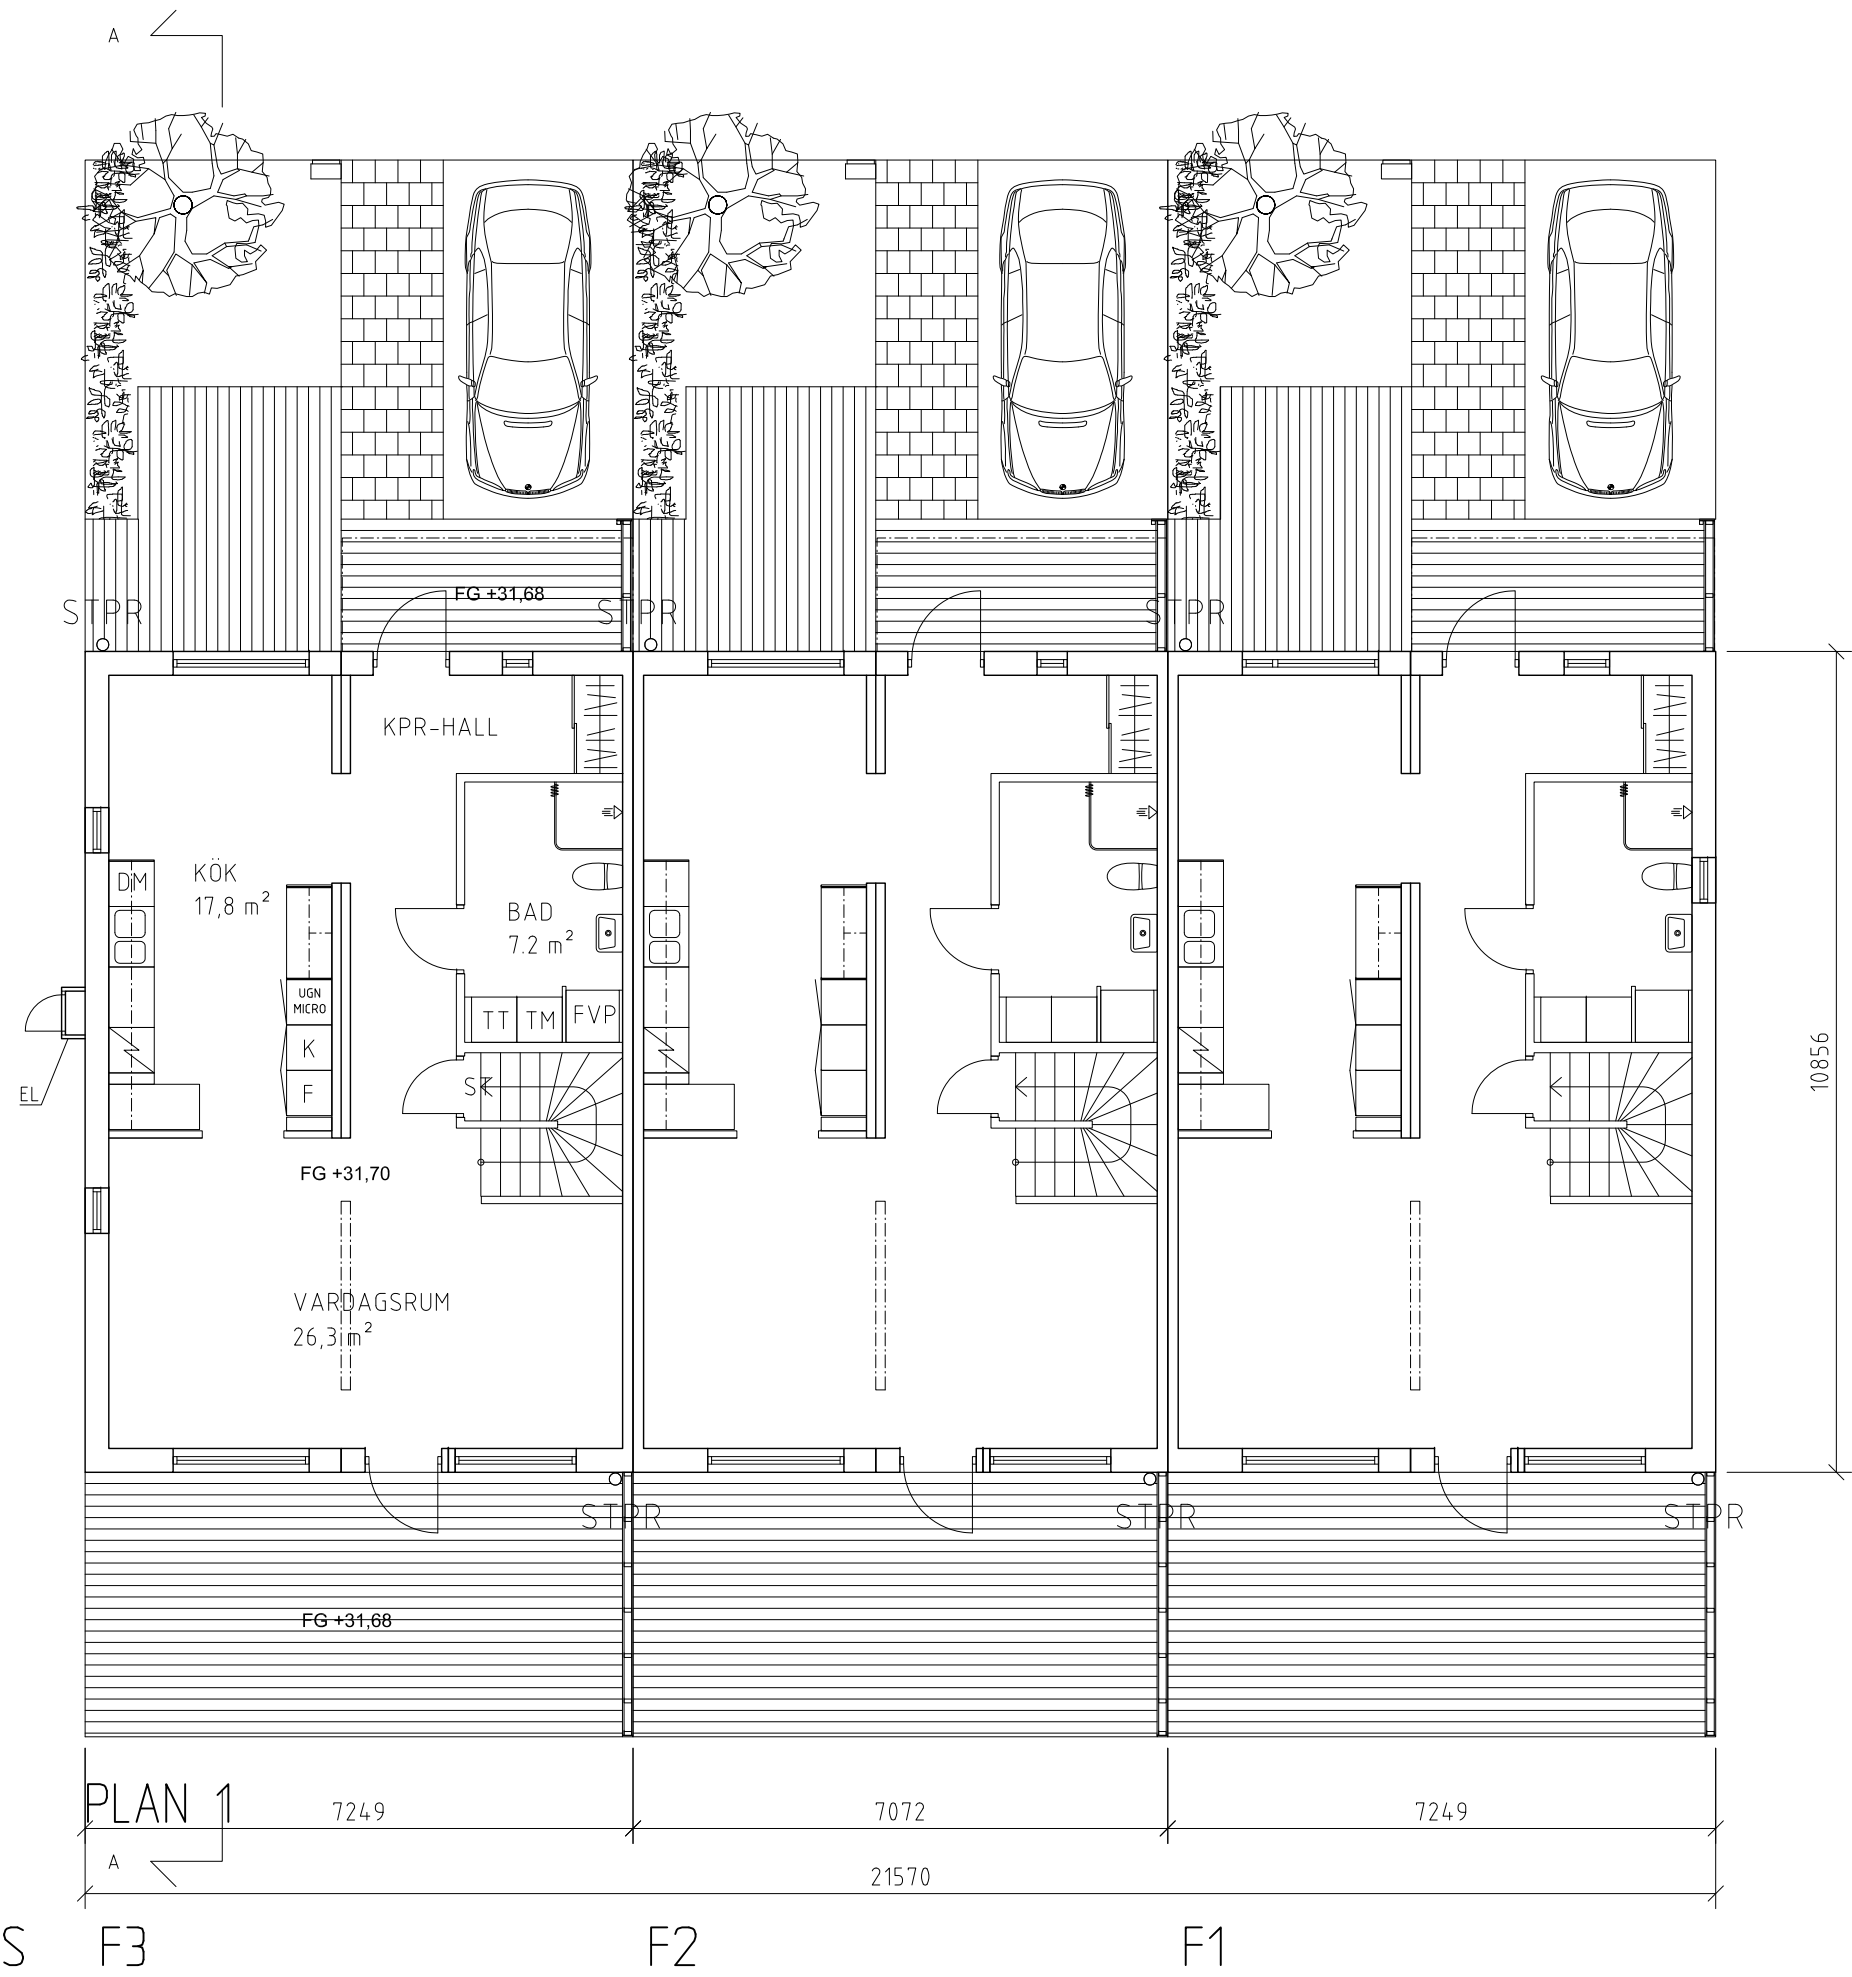 A
FG +31,68
STPR
STPR
STPR
KPR-HALL
KÖK
17,8 m²
DM
BAD
7.2 m²
UGN
MICRO
TT
TM
FVP
K
F
ST
EL
10856
FG +31,70
VARDAGSRUM
26,3 m²
STPR
STPR
STPR
FG +31,68
PLAN 1
7249
7072
7249
A
21570
S
F3
F2
F1